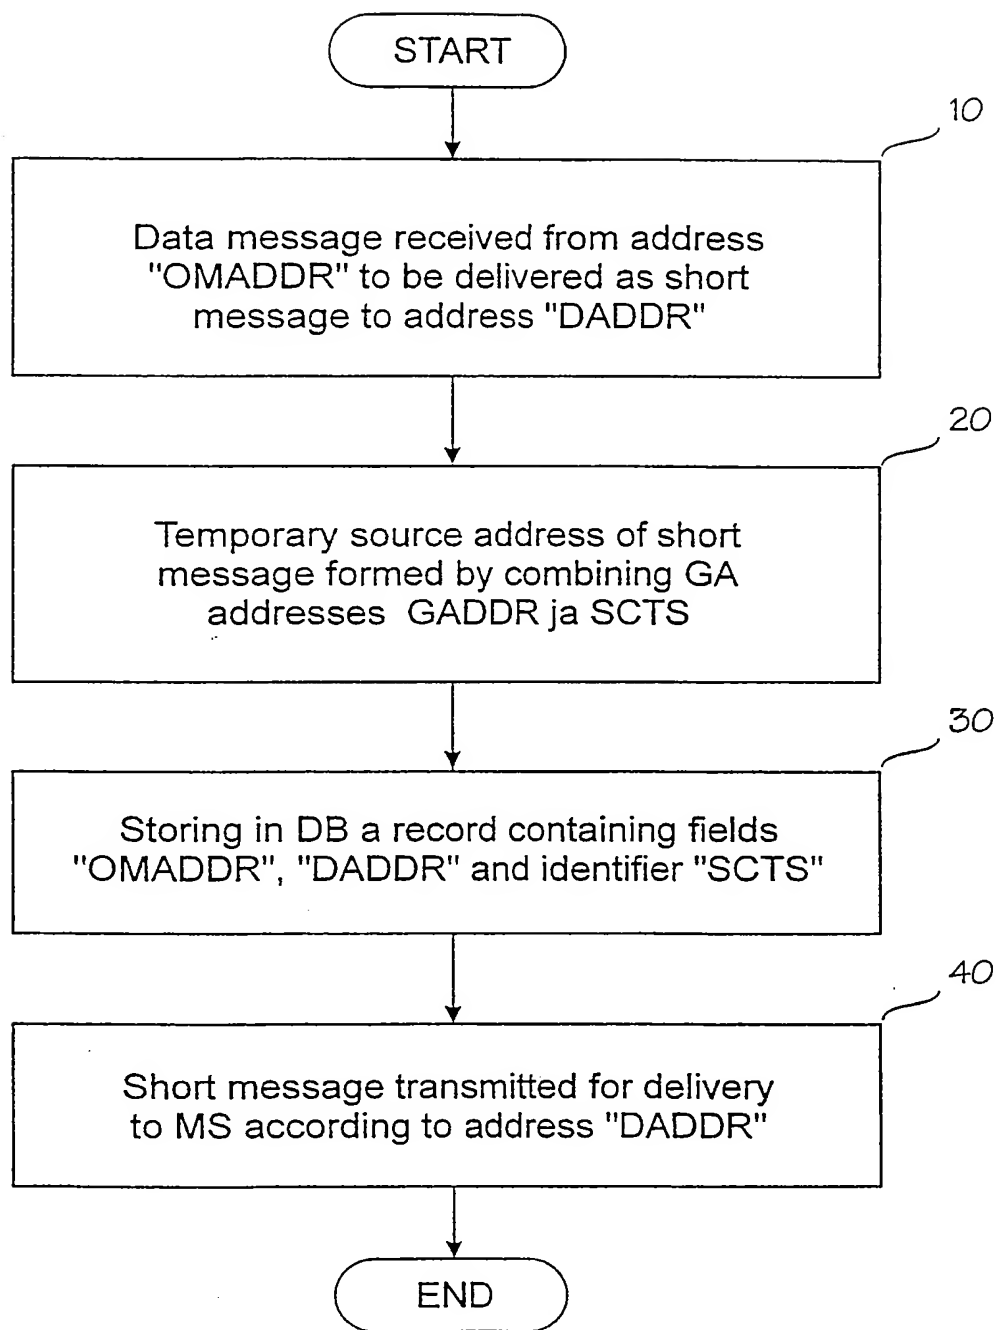 START
10
Data message received from address
"OMADDR" to be delivered as short
message to address "DADDR"
20
Temporary source address of short
message formed by combining GA
addresses GADDR ja SCTS
30
Storing in DB a record containing fields
"OMADDR", "DADDR" and identifier "SCTS"
40
Short message transmitted for delivery
to MS according to address "DADDR"
END